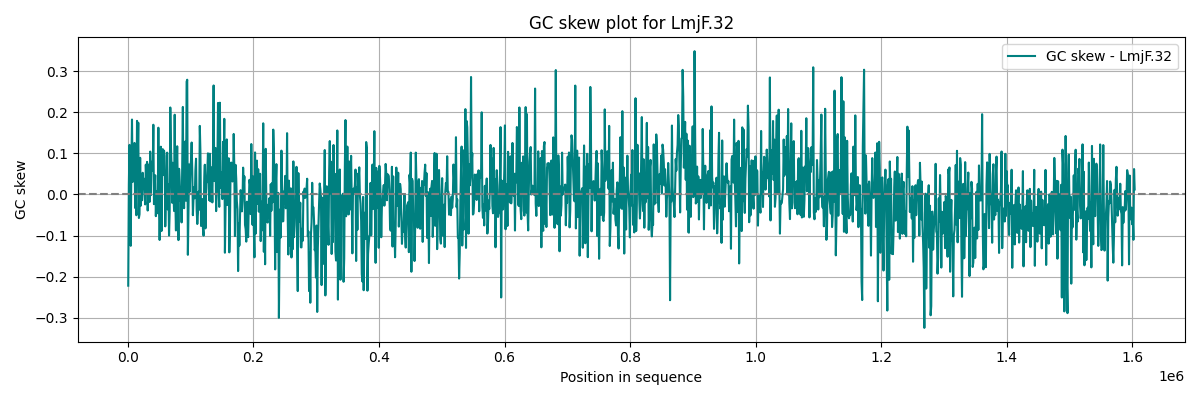 GC skew plot for LmjF.32
GC skew - LmjF.32
GC skew
0.3
0.2
0.1
0.0
−0.1
−0.2
−0.3
0.0 0.2 0.4 0.6 0.8 1.0 1.2 1.4 1.6
1e6
Position in sequence